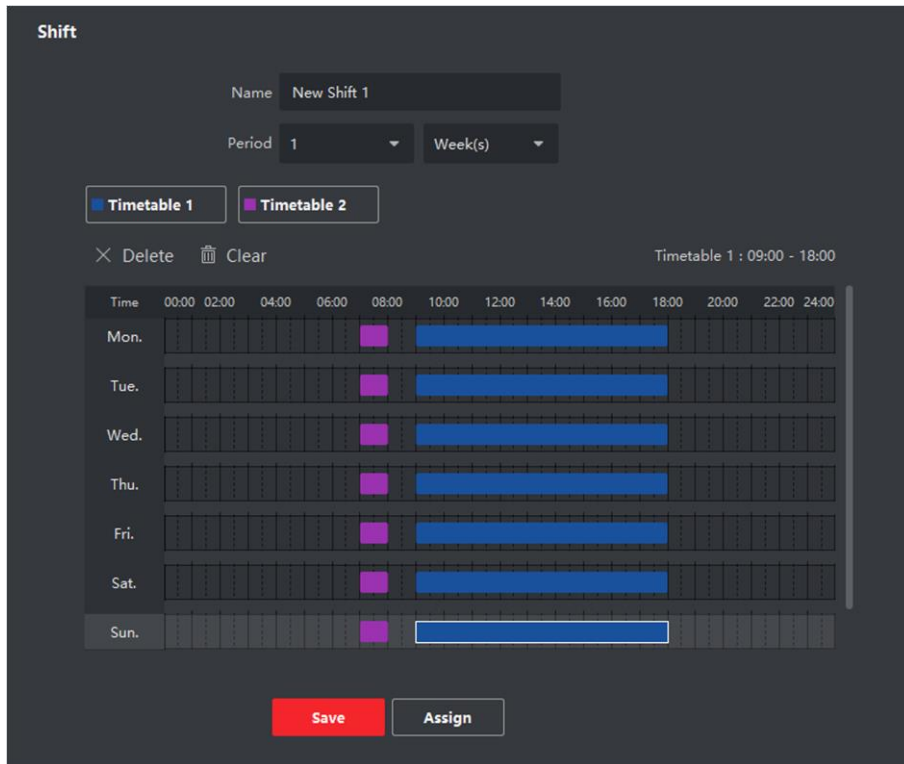 Shift
Name New Shift 1
Period 1 Week(s)
Timetable 1 Timetable 2
Delete Clear Timetable 1 : 09:00 - 18:00
Time 00:00 02:00 04:00 06:00 08:00 10:00 12:00 14:00 16:00 18:00 20:00 22:00 24:00
Mon.
Tue.
Wed.
Thu.
Fri.
Sat.
Sun.
Save Assign